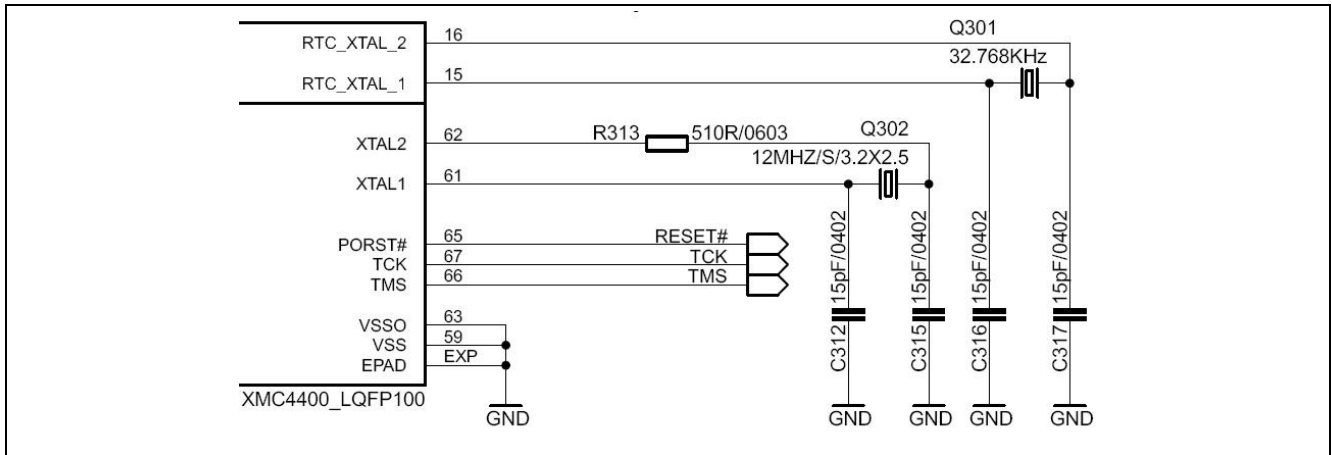 Q301
RTC_XTAL_2 16
32.768KHz
RTC_XTAL_1 15
XTAL2 62 R313 510R/0603 Q302
12MHZ/S/3.2X2.5
XTAL1 61
PORST# 65 RESET#
TCK 67 TCK
TMS 66 TMS
VSSO 63
VSS 59
EPAD EXP
C312 15pF/0402
C315 15pF/0402
C316 15pF/0402
C317 15pF/0402
XMC4400_LQFP100
GND GND GND GND GND